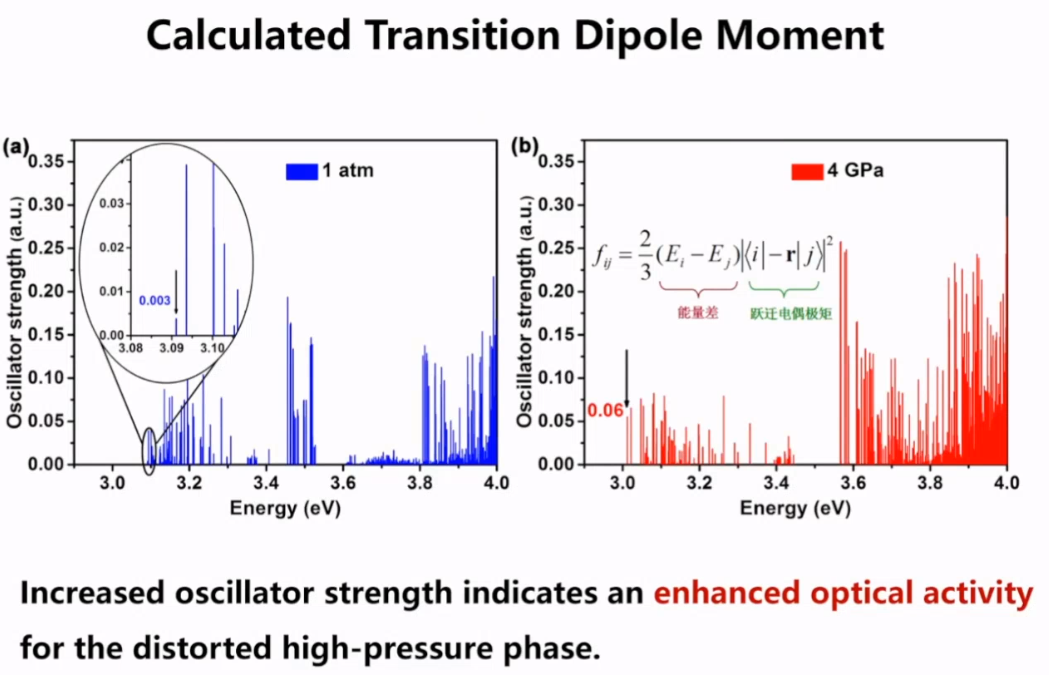 Calculated Transition Dipole Moment
(a)
Oscillator strength (a.u.)
0.35
0.30
0.25
0.20
0.15
0.10
0.05
0.00
1 atm
0.03
0.02
0.01
0.00
0.003
3.08 3.09 3.10
3.0 3.2 3.4 3.6 3.8 4.0
Energy (eV)
(b)
Oscillator strength (a.u.)
0.35
0.30
0.25
0.20
0.15
0.10
0.05
0.00
4 GPa
f_{ij} = \frac{2}{3}(E_i - E_j)|⟨i|-r|j⟩|^2
能量差 跃迁电偶极矩
0.06
3.0 3.2 3.4 3.6 3.8 4.0
Energy (eV)
Increased oscillator strength indicates an enhanced optical activity
for the distorted high-pressure phase.